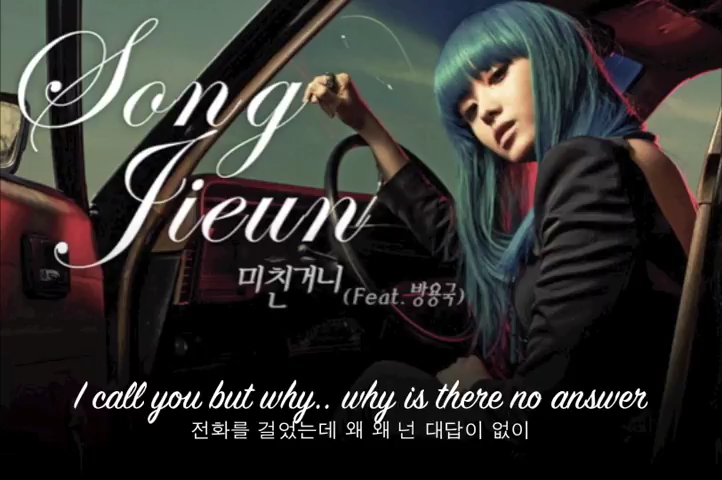 Song
Jieun
미친거니
(Feat. 방용국)
I call you but why.. why is there no answer
전화를 걸었는데 왜 왜 넌 대답이 없이